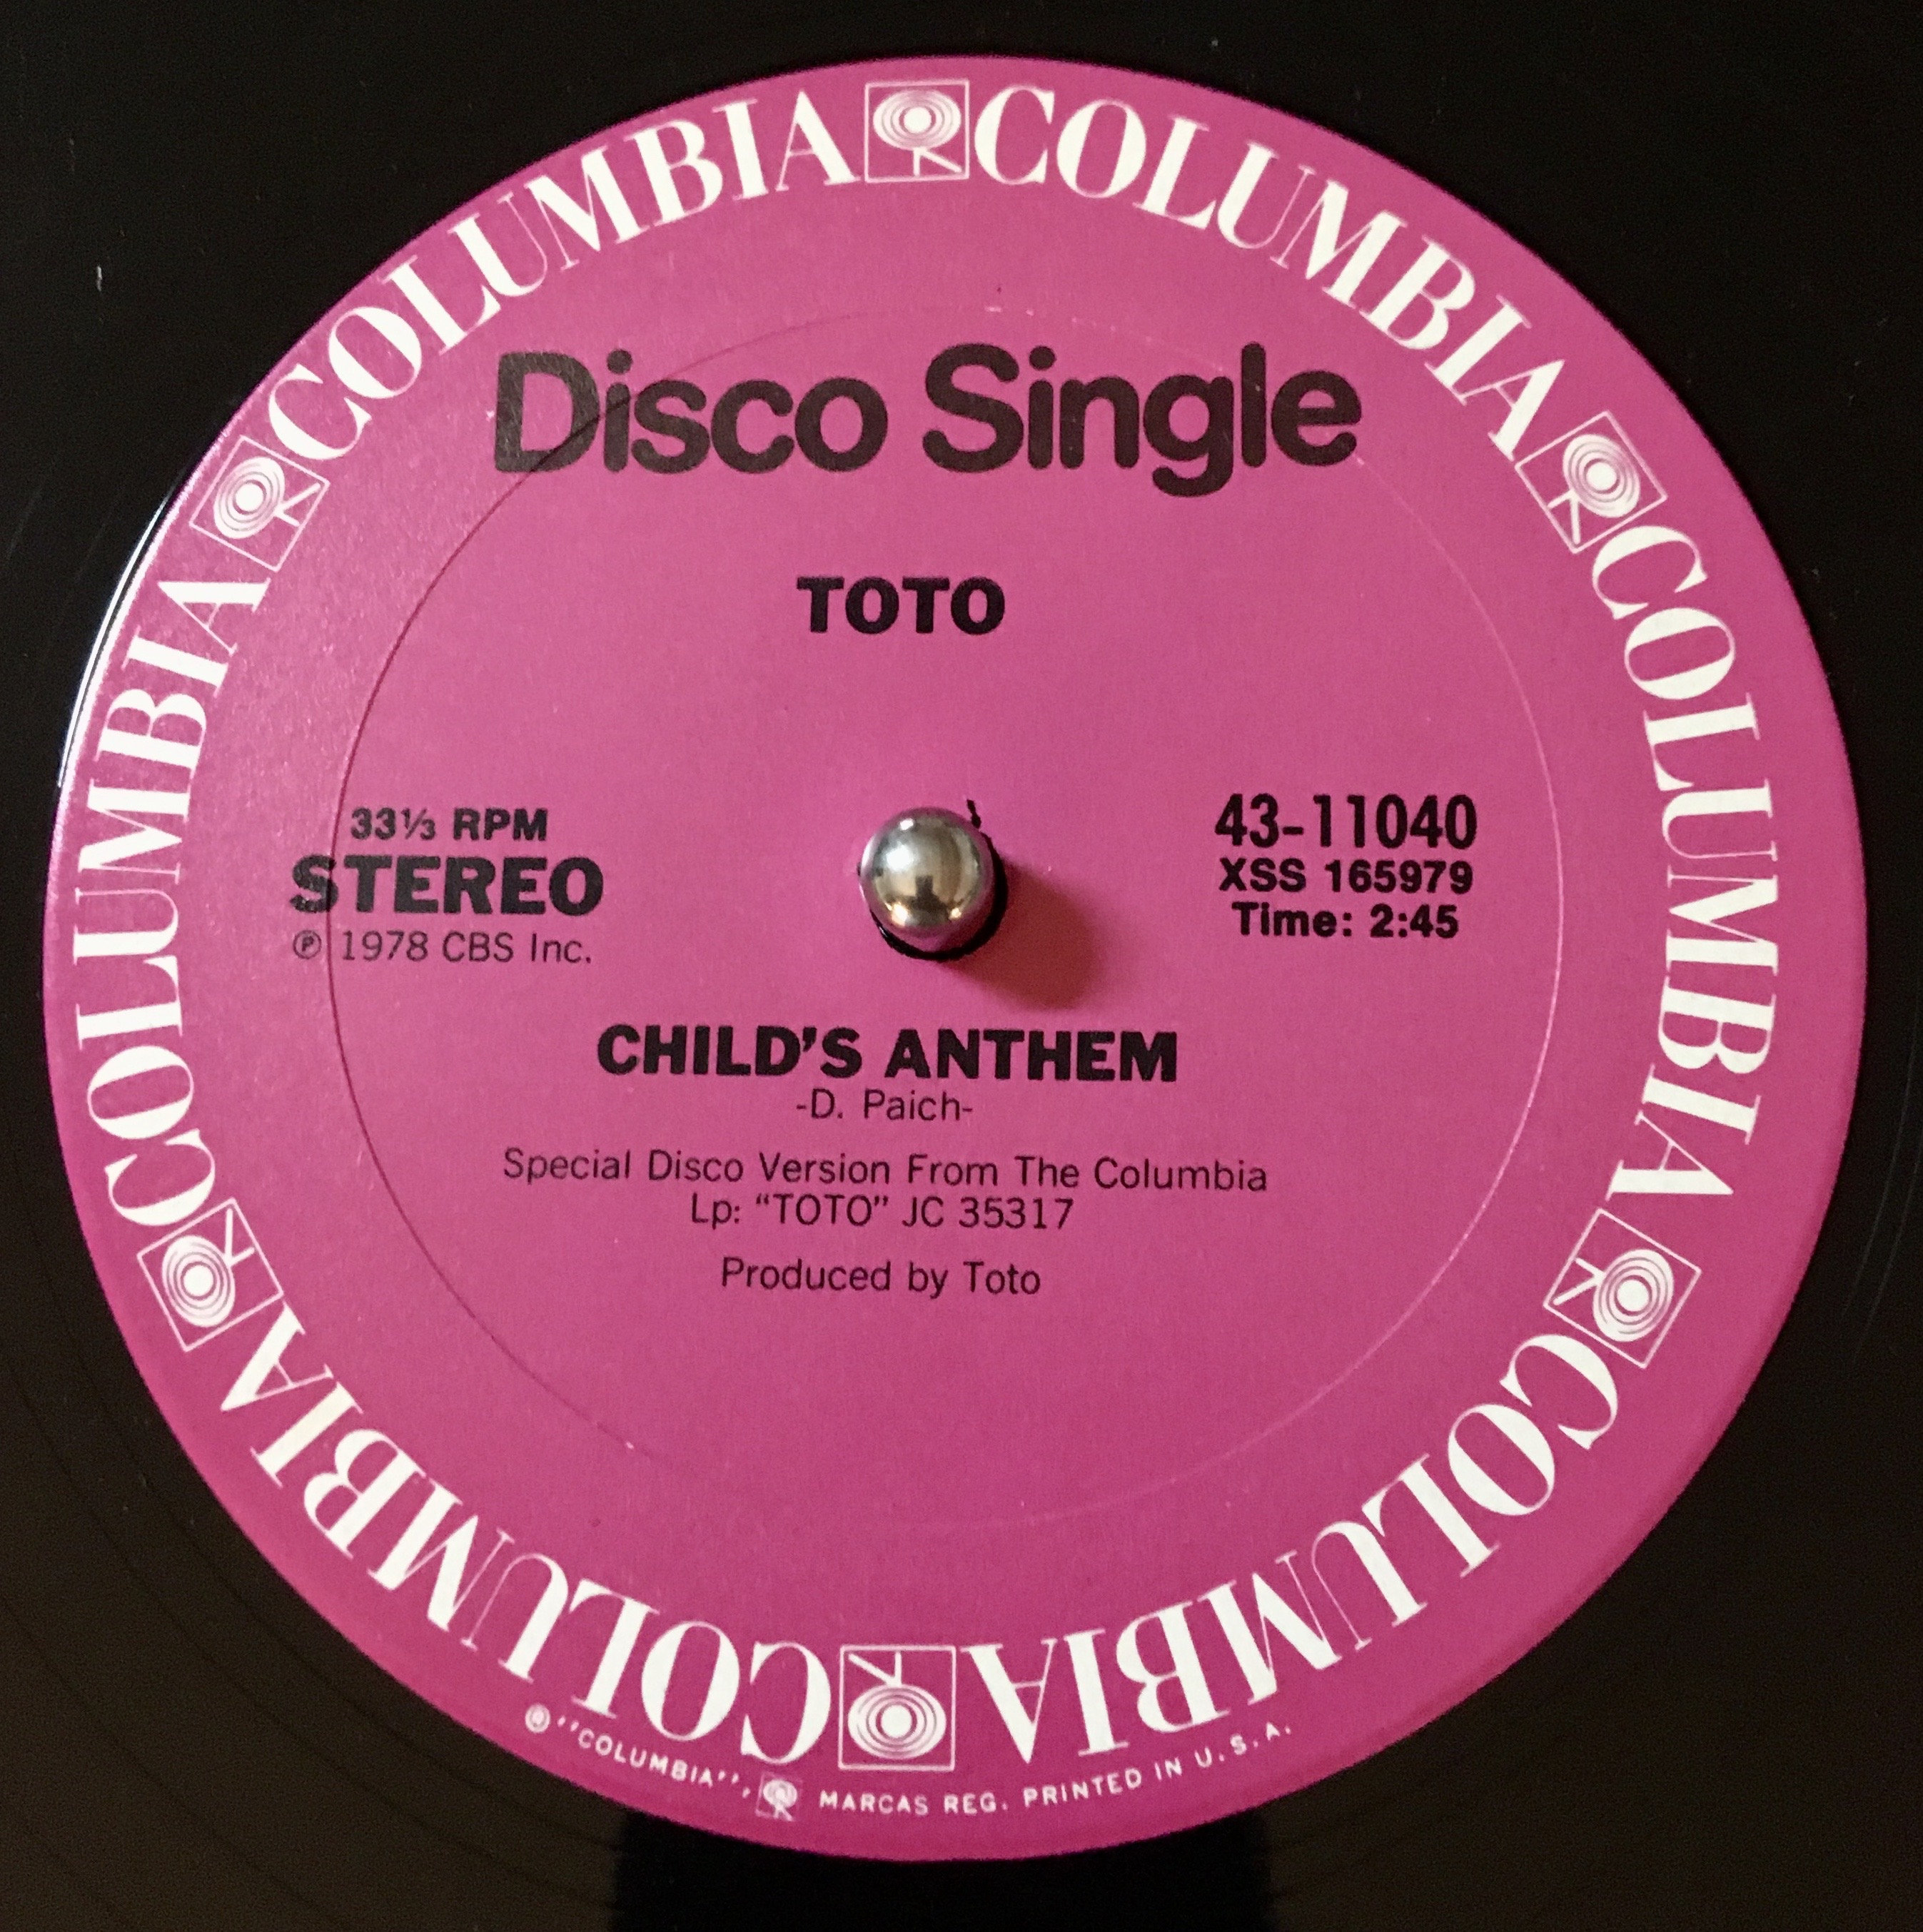 COLUMBIA COLUMBIA COLUMBIA COLUMBIA COLUMBIA COLUMBIA
Disco Single
TOTO
33⅓ RPM
STEREO
℗ 1978 CBS Inc.
43-11040
XSS 165979
Time: 2:45
CHILD'S ANTHEM
-D. Paich-
Special Disco Version From The Columbia
Lp: “TOTO” JC 35317
Produced by Toto
® "COLUMBIA", MARCAS REG. PRINTED IN U.S.A.